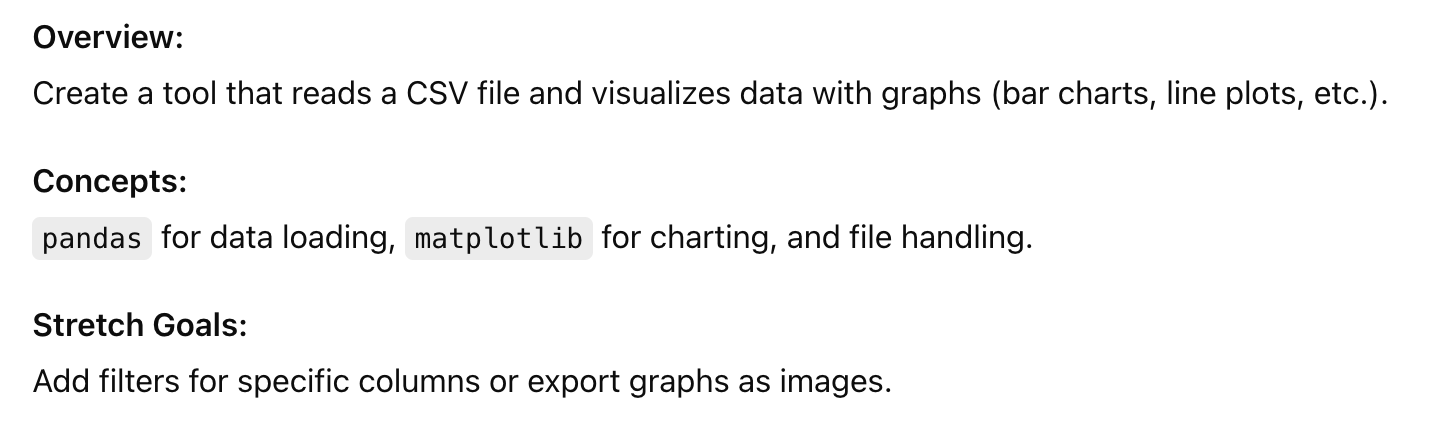 Overview:
Create a tool that reads a CSV file and visualizes data with graphs (bar charts, line plots, etc.).
Concepts:
pandas for data loading, matplotlib for charting, and file handling.
Stretch Goals:
Add filters for specific columns or export graphs as images.